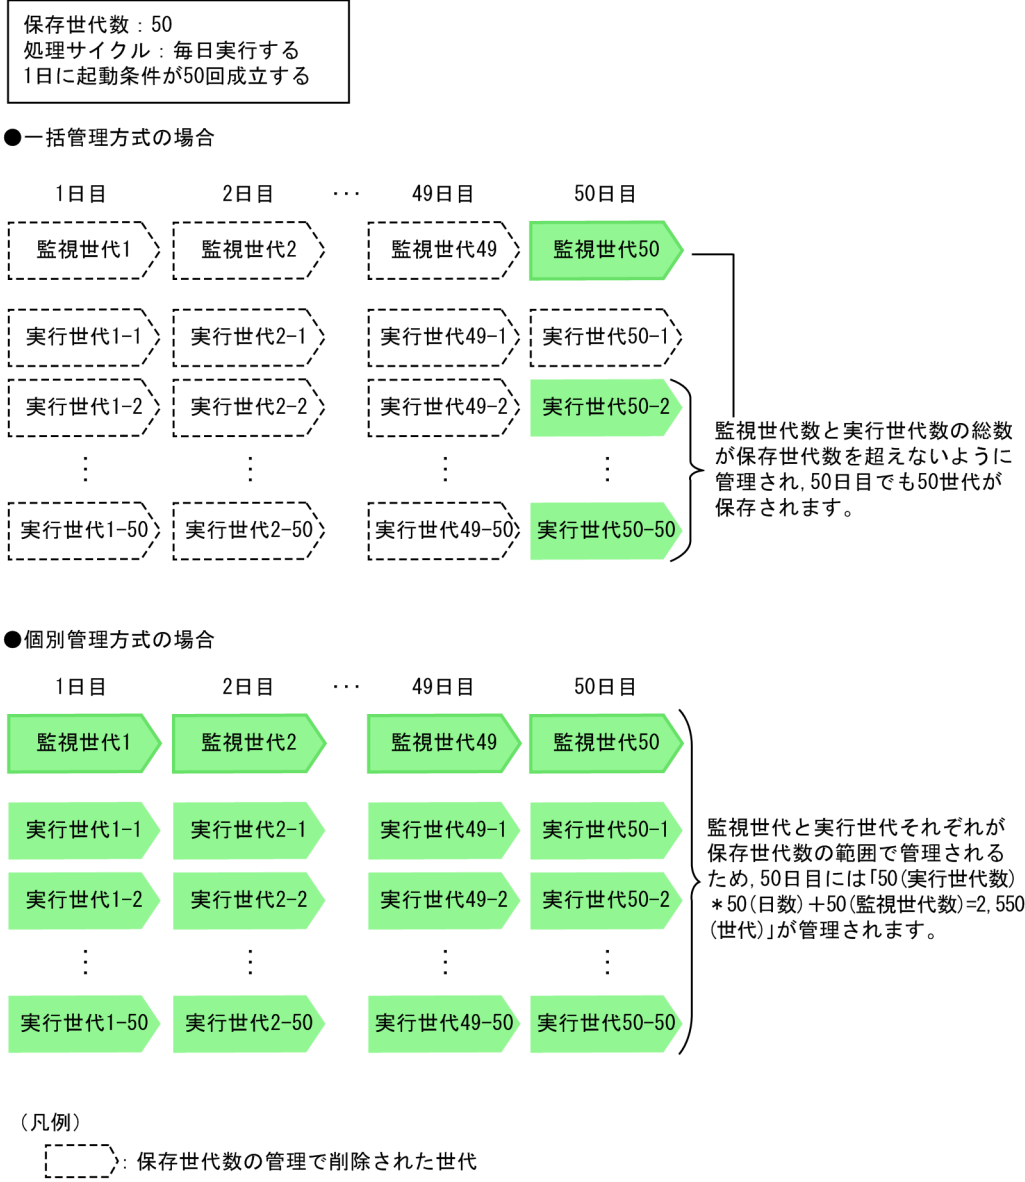 保存世代数：50
処理サイクル：毎日実行する
1日に起動条件が50回成立する
●一括管理方式の場合
1日目 2日目 … 49日目 50日目
監視世代1 監視世代2 監視世代49 監視世代50
実行世代1-1 実行世代2-1 実行世代49-1 実行世代50-1
実行世代1-2 実行世代2-2 実行世代49-2 実行世代50-2
⋮ ⋮ ⋮ ⋮
実行世代1-50 実行世代2-50 実行世代49-50 実行世代50-50
監視世代数と実行世代数の総数
が保存世代数を超えないように
管理され,50日目でも50世代が
保存されます。
●個別管理方式の場合
1日目 2日目 … 49日目 50日目
監視世代1 監視世代2 監視世代49 監視世代50
実行世代1-1 実行世代2-1 実行世代49-1 実行世代50-1
実行世代1-2 実行世代2-2 実行世代49-2 実行世代50-2
⋮ ⋮ ⋮ ⋮
実行世代1-50 実行世代2-50 実行世代49-50 実行世代50-50
監視世代と実行世代それぞれが
保存世代数の範囲で管理される
ため,50日目には「50(実行世代数)
＊50(日数)＋50(監視世代数)=2,550
(世代)」が管理されます。
(凡例)
：保存世代数の管理で削除された世代